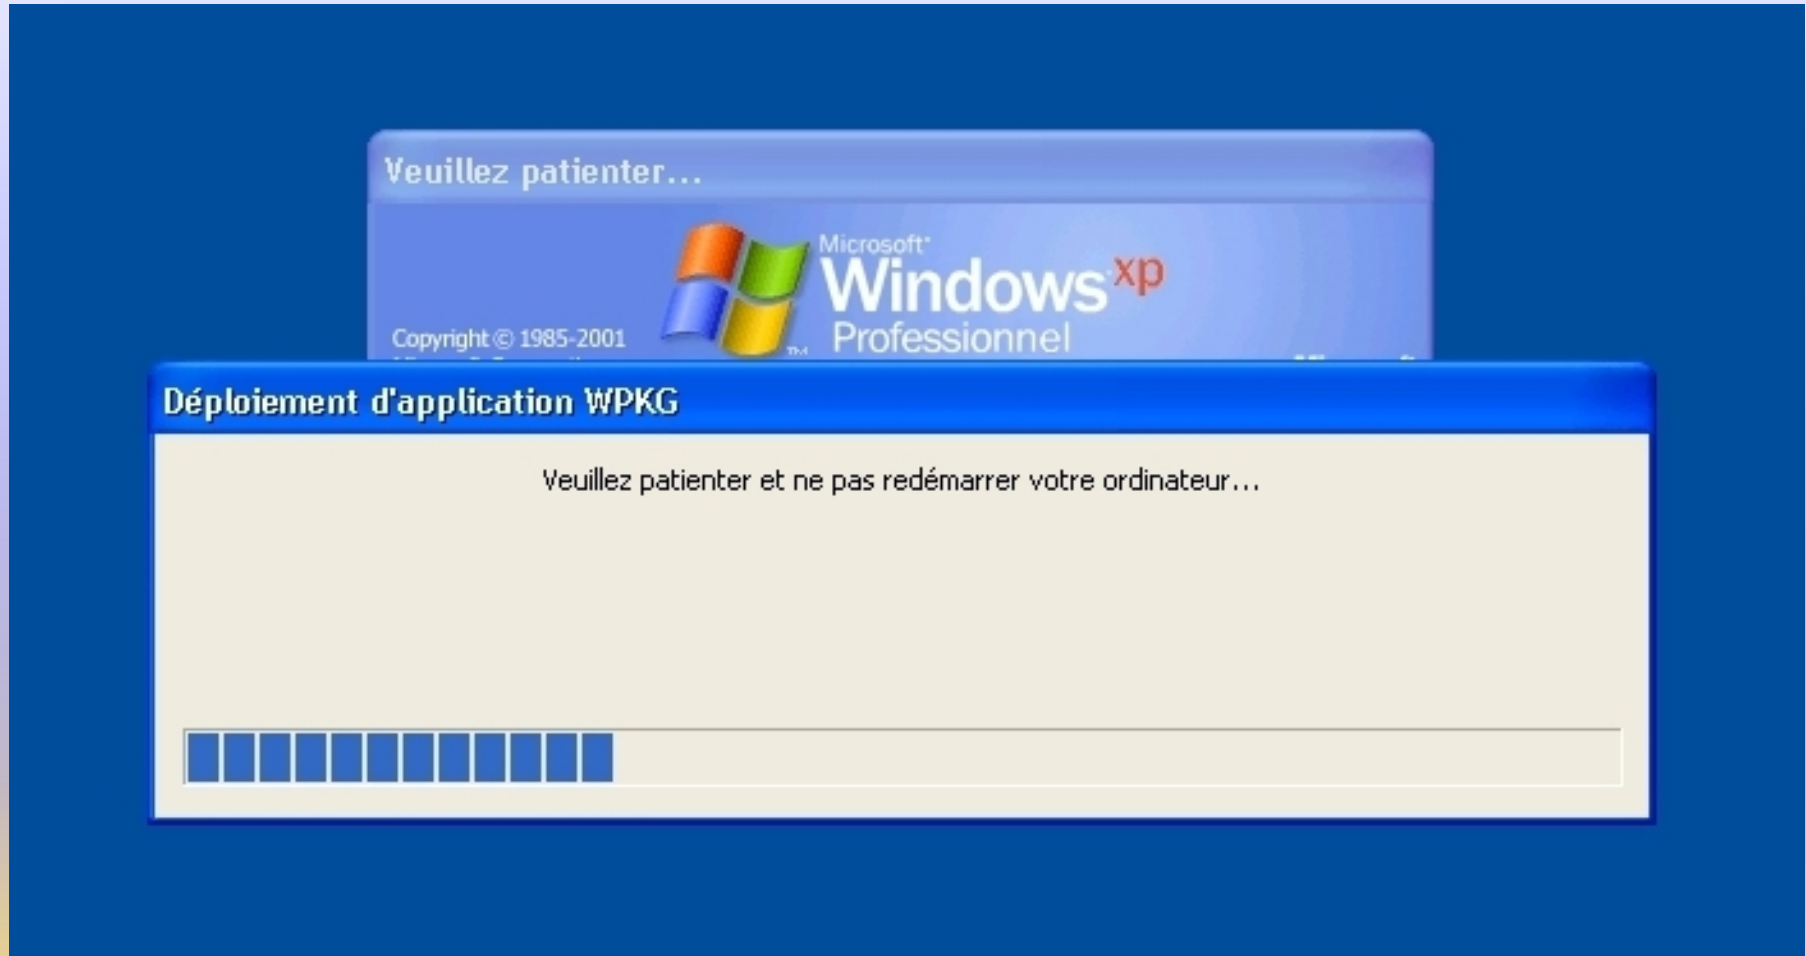 Veuillez patienter...
Microsoft
Windows xp
Professionnel
Copyright © 1985-2001
TM
Déploiement d'application WPKG
Veuillez patienter et ne pas redémarrer votre ordinateur...